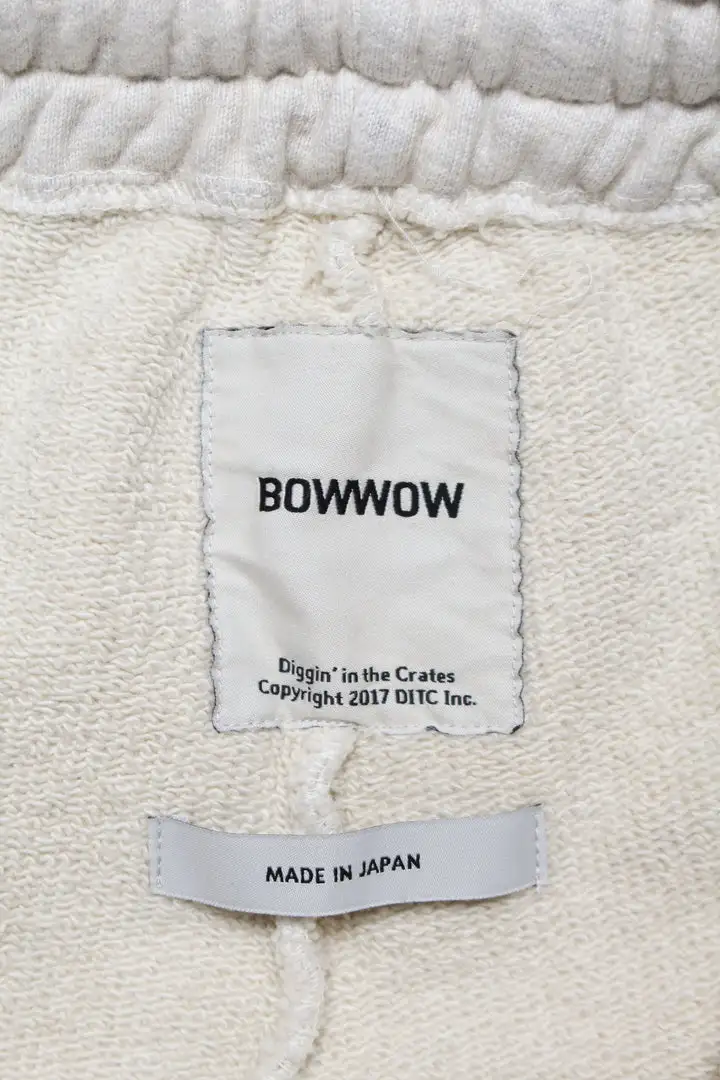 BOWWOW
Diggin' in the Crates
Copyright 2017 DITC Inc.
MADE IN JAPAN